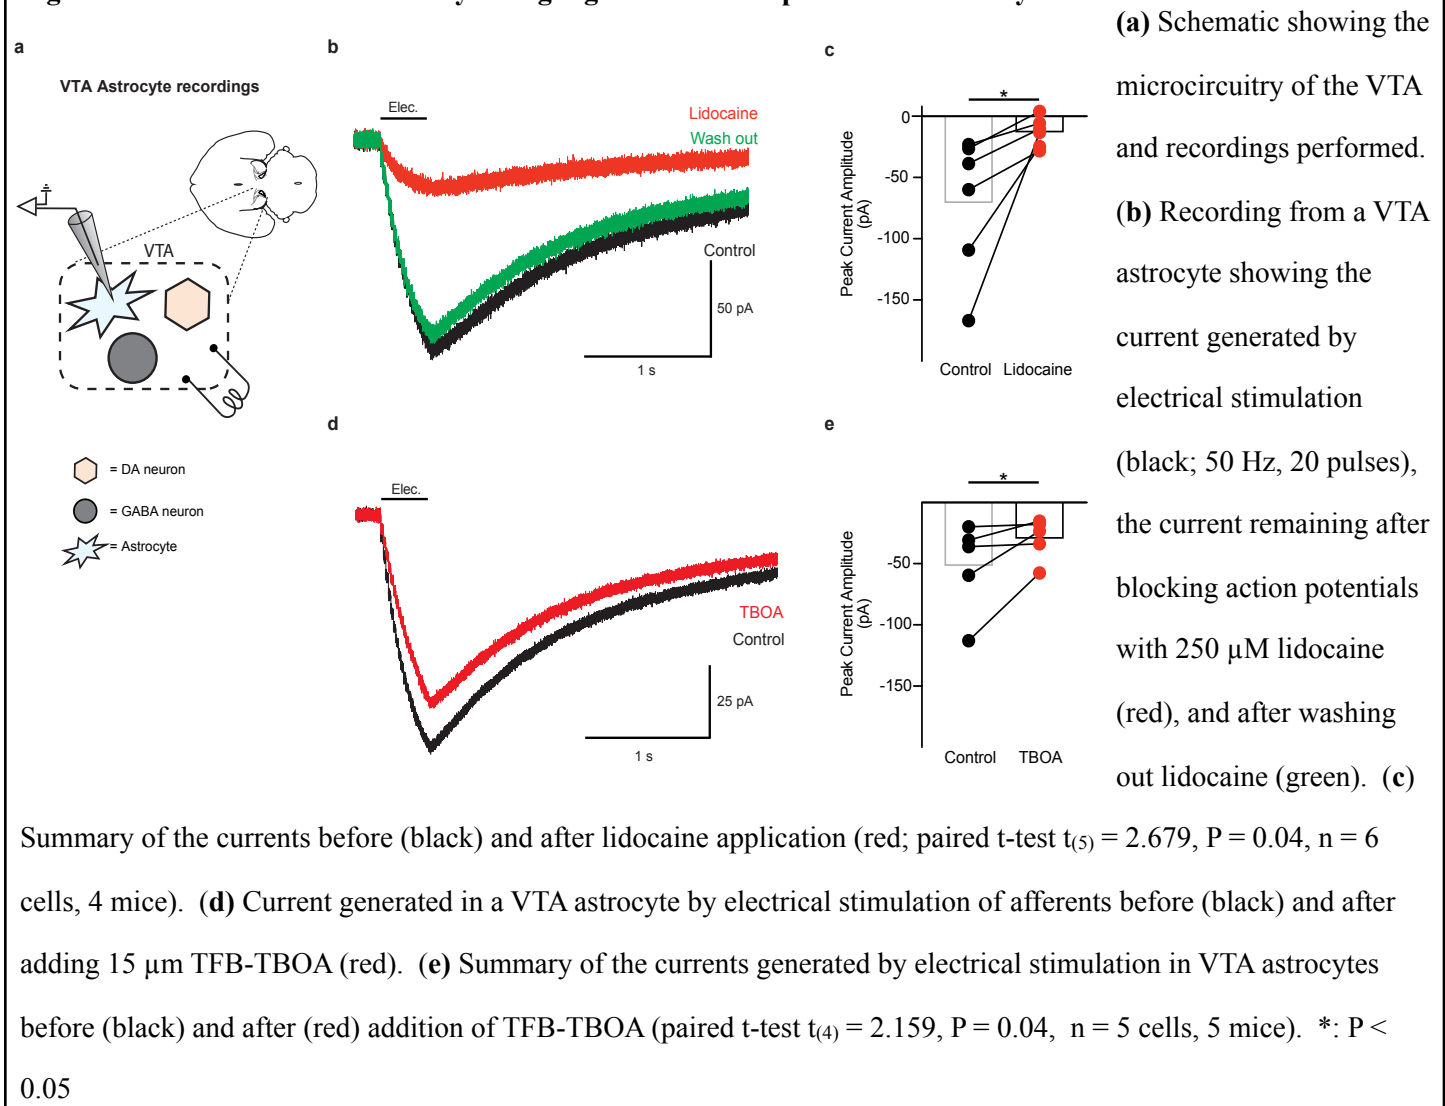 (a) Schematic showing the
microcircuitry of the VTA
and recordings performed.
(b) Recording from a VTA
astrocyte showing the
current generated by
electrical stimulation
(black; 50 Hz, 20 pulses),
the current remaining after
blocking action potentials
with 250 µM lidocaine
(red), and after washing
out lidocaine (green). (c)
a
VTA Astrocyte recordings
VTA
= DA neuron
= GABA neuron
= Astrocyte
b
Elec.
Lidocaine
Wash out
Control
50 pA
1 s
c
*
Peak Current Amplitude
(pA)
0
-50
-100
-150
Control Lidocaine
d
Elec.
TBOA
Control
25 pA
1 s
e
*
Peak Current Amplitude
(pA)
-50
-100
-150
Control TBOA
Summary of the currents before (black) and after lidocaine application (red; paired t-test t(5) = 2.679, P = 0.04, n = 6
cells, 4 mice). (d) Current generated in a VTA astrocyte by electrical stimulation of afferents before (black) and after
adding 15 µm TFB-TBOA (red). (e) Summary of the currents generated by electrical stimulation in VTA astrocytes
before (black) and after (red) addition of TFB-TBOA (paired t-test t(4) = 2.159, P = 0.04, n = 5 cells, 5 mice). *: P <
0.05